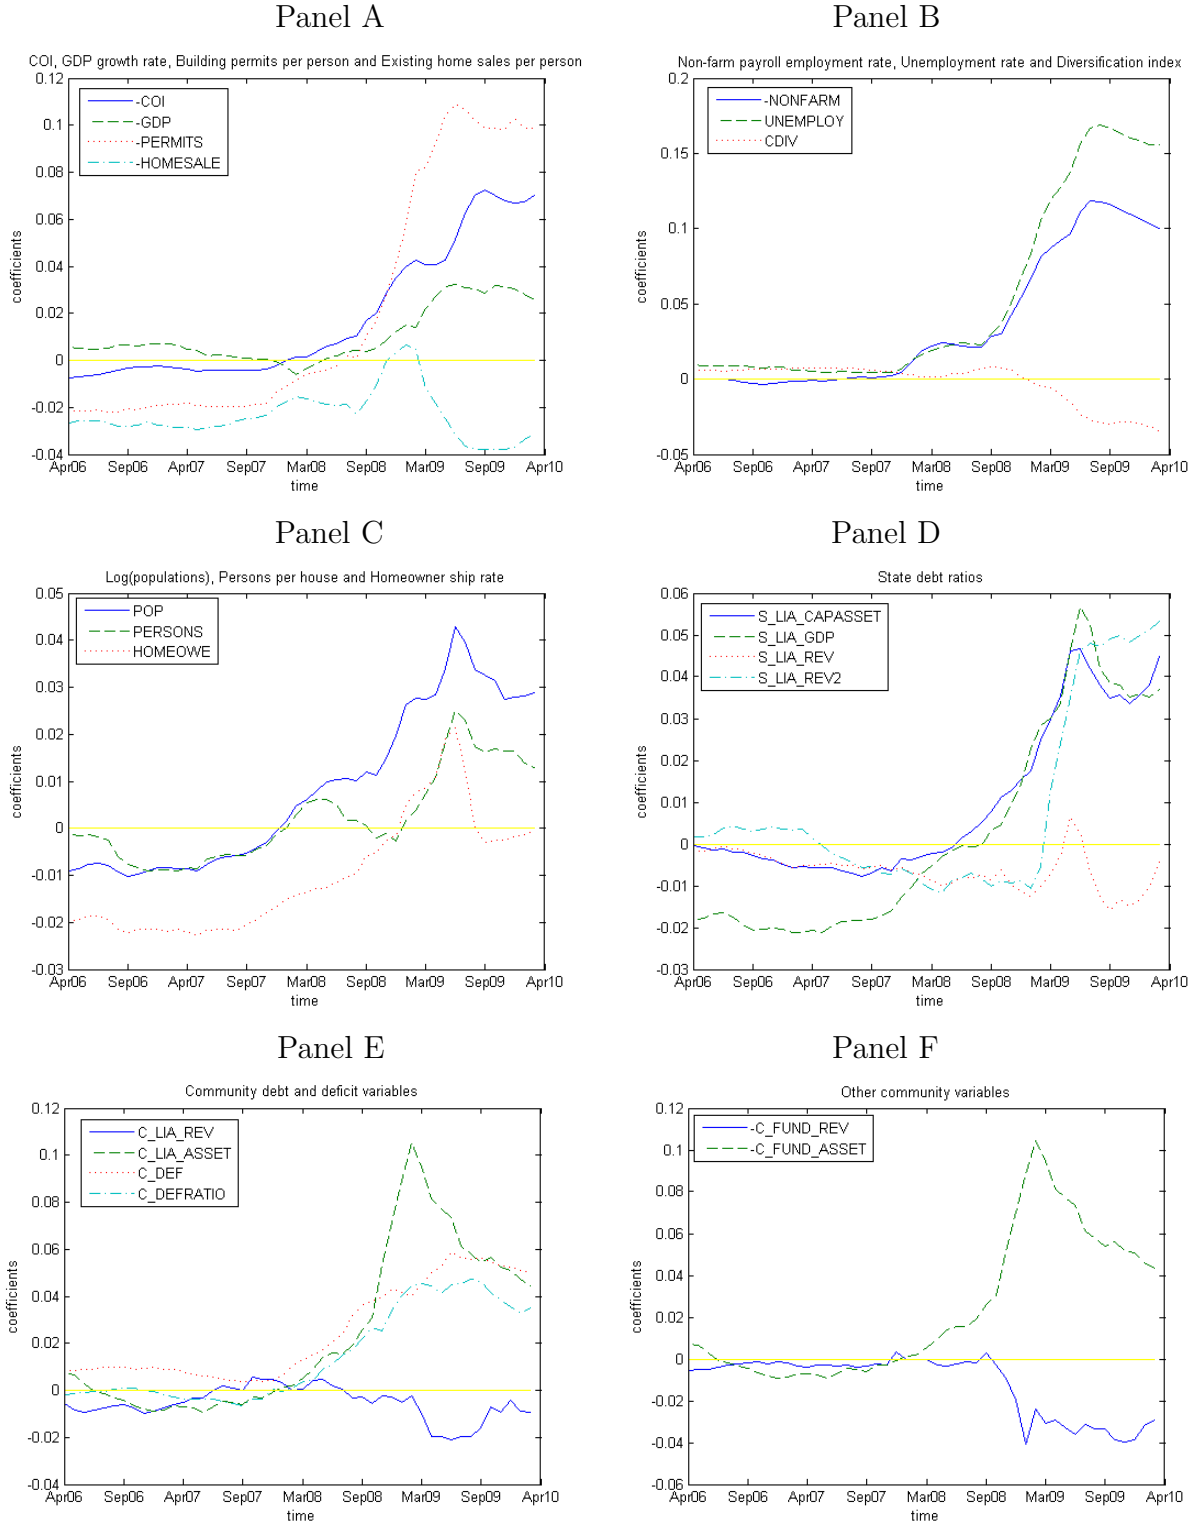 Panel A
COI, GDP growth rate, Building permits per person and Existing home sales per person
0.12
0.1
0.08
0.06
0.04
0.02
0
-0.02
-0.04
coefficients
-COI
-GDP
-PERMITS
-HOMESALE
Apr06 Sep06 Apr07 Sep07 Mar08 Sep08 Mar09 Sep09 Apr10
time
Panel B
Non-farm payroll employment rate, Unemployment rate and Diversification index
0.2
0.15
0.1
0.05
0
-0.05
coefficients
-NONFARM
UNEMPLOY
CDIV
Apr06 Sep06 Apr07 Sep07 Mar08 Sep08 Mar09 Sep09 Apr10
time
Panel C
Log(populations), Persons per house and Homeowner ship rate
0.05
0.04
0.03
0.02
0.01
0
-0.01
-0.02
-0.03
coefficients
POP
PERSONS
HOMEOWE
Apr06 Sep06 Apr07 Sep07 Mar08 Sep08 Mar09 Sep09 Apr10
time
Panel D
State debt ratios
0.06
0.05
0.04
0.03
0.02
0.01
0
-0.01
-0.02
-0.03
coefficients
S_LIA_CAPASSET
S_LIA_GDP
S_LIA_REV
S_LIA_REV2
Apr06 Sep06 Apr07 Sep07 Mar08 Sep08 Mar09 Sep09 Apr10
time
Panel E
Community debt and deficit variables
0.12
0.1
0.08
0.06
0.04
0.02
0
-0.02
-0.04
coefficients
C_LIA_REV
C_LIA_ASSET
C_DEF
C_DEFRATIO
Apr06 Sep06 Apr07 Sep07 Mar08 Sep08 Mar09 Sep09 Apr10
time
Panel F
Other community variables
0.12
0.1
0.08
0.06
0.04
0.02
0
-0.02
-0.04
-0.06
coefficients
-C_FUND_REV
-C_FUND_ASSET
Apr06 Sep06 Apr07 Sep07 Mar08 Sep08 Mar09 Sep09 Apr10
time